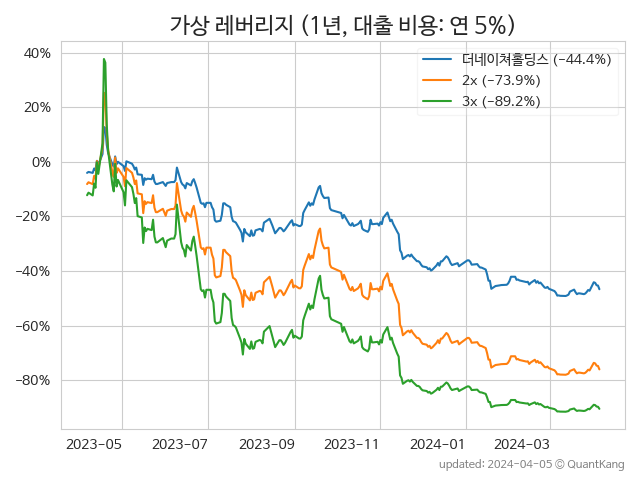 가상 레버리지 (1년, 대출 비용: 연 5%)
더네이쳐홀딩스 (−44.4%)
2x (−73.9%)
3x (−89.2%)
40%
20%
0%
−20%
−40%
−60%
−80%
2023-05 2023-07 2023-09 2023-11 2024-01 2024-03
updated: 2024-04-05 © QuantKang